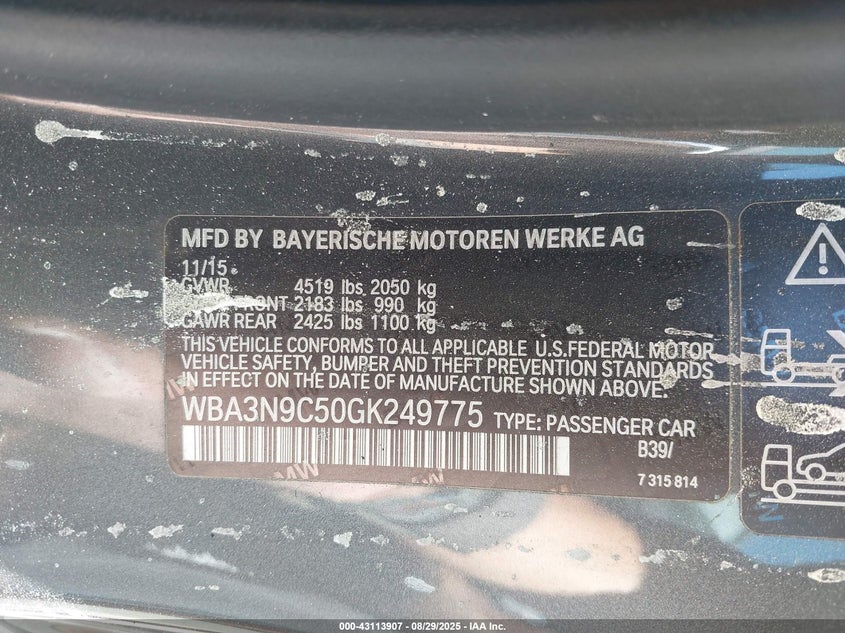 MFD BY BAYERISCHE MOTOREN WERKE AG
11/15
GVWR 4519 lbs 2050 kg
FRONT 2183 lbs 990 kg
GAWR REAR 2425 lbs 1100 kg
THIS VEHICLE CONFORMS TO ALL APPLICABLE U.S.FEDERAL MOTOR
VEHICLE SAFETY, BUMPER AND THEFT PREVENTION STANDARDS
IN EFFECT ON THE DATE OF MANUFACTURE SHOWN ABOVE.
WBA3N9C50GK249775 TYPE: PASSENGER CAR
B39/
7 315 814
000-43113907 - 08/29/2025 - IAA Inc.